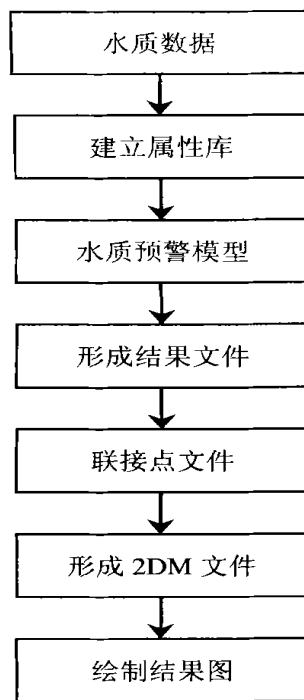 水质数据
建立属性库
水质预警模型
形成结果文件
联接点文件
形成 2DM 文件
绘制结果图